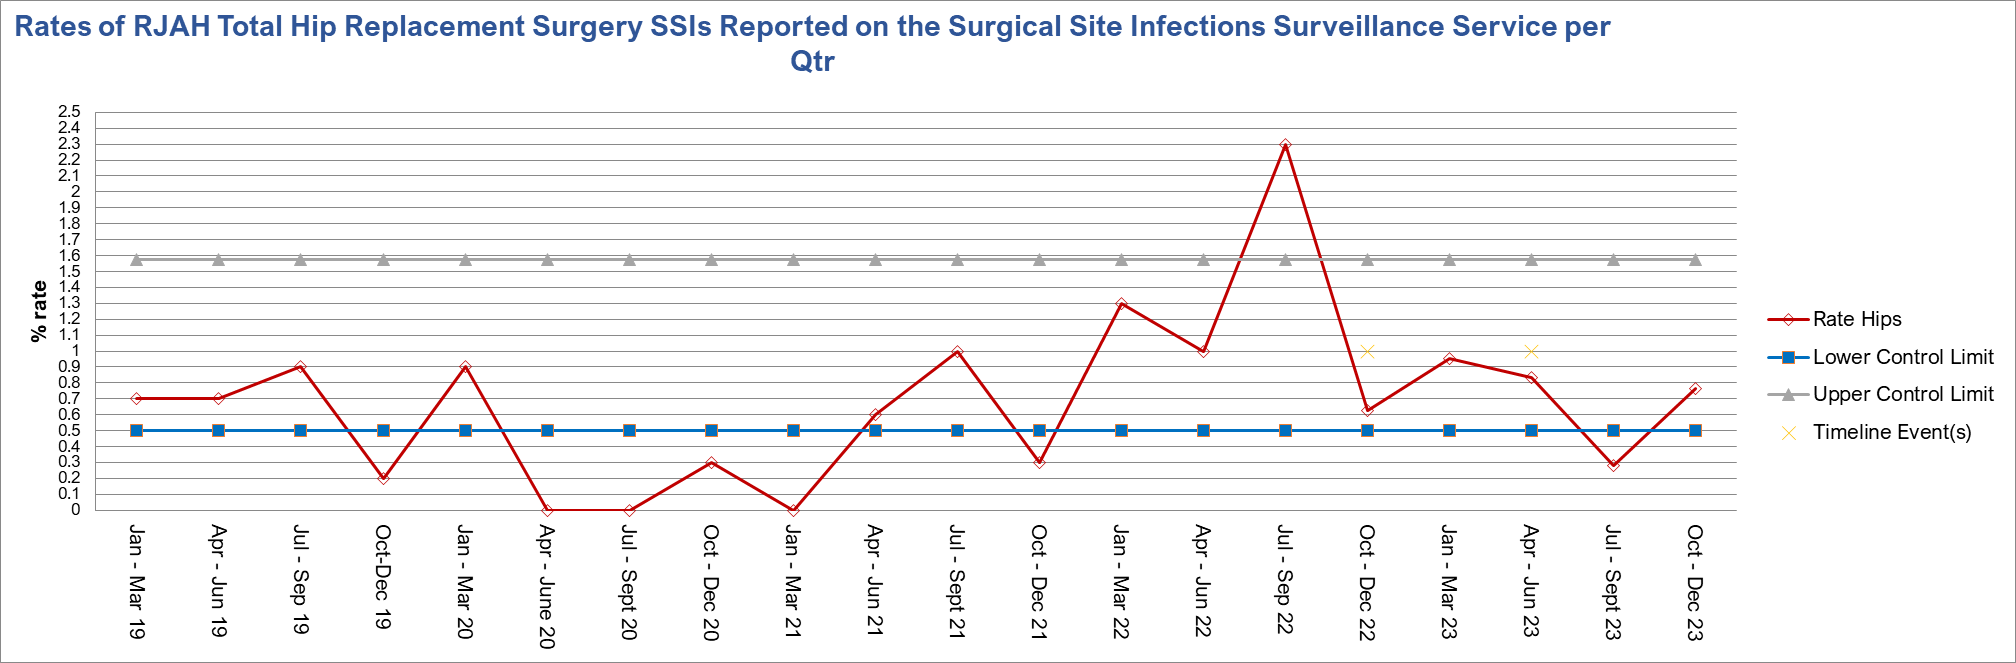 Rates of RJAH Total Hip Replacement Surgery SSIs Reported on the Surgical Site Infections Surveillance Service per
Qtr
% rate
2.5
2.4
2.3
2.2
2.1
2
1.9
1.8
1.7
1.6
1.5
1.4
1.3
1.2
1.1
1
0.9
0.8
0.7
0.6
0.5
0.4
0.3
0.2
0.1
0
Jan - Mar 19
Apr - Jun 19
Jul - Sep 19
Oct-Dec 19
Jan - Mar 20
Apr - June 20
Jul - Sept 20
Oct - Dec 20
Jan - Mar 21
Apr - Jun 21
Jul - Sept 21
Oct - Dec 21
Jan - Mar 22
Apr - Jun 22
Jul - Sep 22
Oct - Dec 22
Jan - Mar 23
Apr - Jun 23
Jul - Sept 23
Oct - Dec 23
Rate Hips
Lower Control Limit
Upper Control Limit
Timeline Event(s)